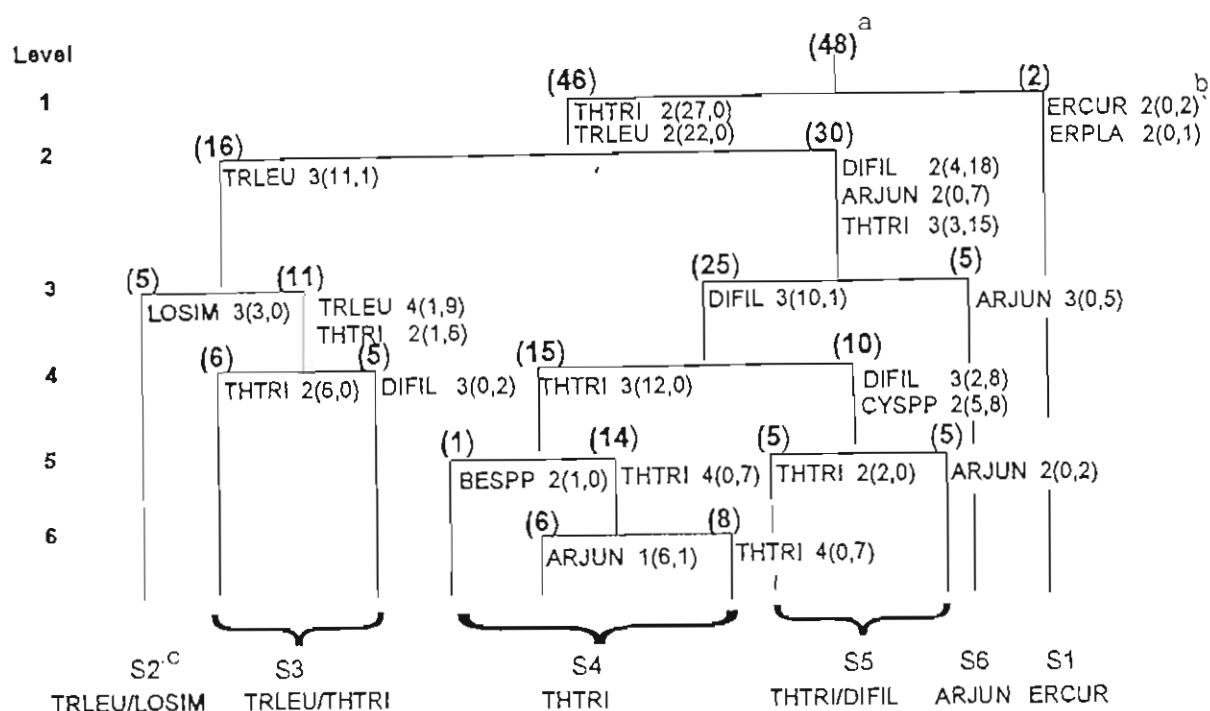 (48)a
Level
(46) (2)
1 THTRI 2(27,0) ERCUR 2(0,2)b
TRLEU 2(22,0) ERPLA 2(0,1)
(16) (30)
2 TRLEU 3(11,1) DIFIL 2(4,18)
ARJUN 2(0,7)
THTRI 3(3,15)
(5) (11) (25) (5)
3 LOSIM 3(3,0) TRLEU 4(1,9) DIFIL 3(10,1) ARJUN 3(0,5)
THTRI 2(1,6)
(6) (5) (15) (10)
4 THTRI 2(6,0) DIFIL 3(0,2) THTRI 3(12,0) DIFIL 3(2,8)
CYSPP 2(5,8)
(1) (14) (5) (5)
5 BESPP 2(1,0) THTRI 4(0,7) THTRI 2(2,0) ARJUN 2(0,2)
(6) (8)
6 ARJUN 1(6,1) THTRI 4(0,7)
S2c S3 S4 S5 S6 S1
TRLEU/LOSIM TRLEU/THTRI THTRI THTRI/DIFIL ARJUN ERCUR